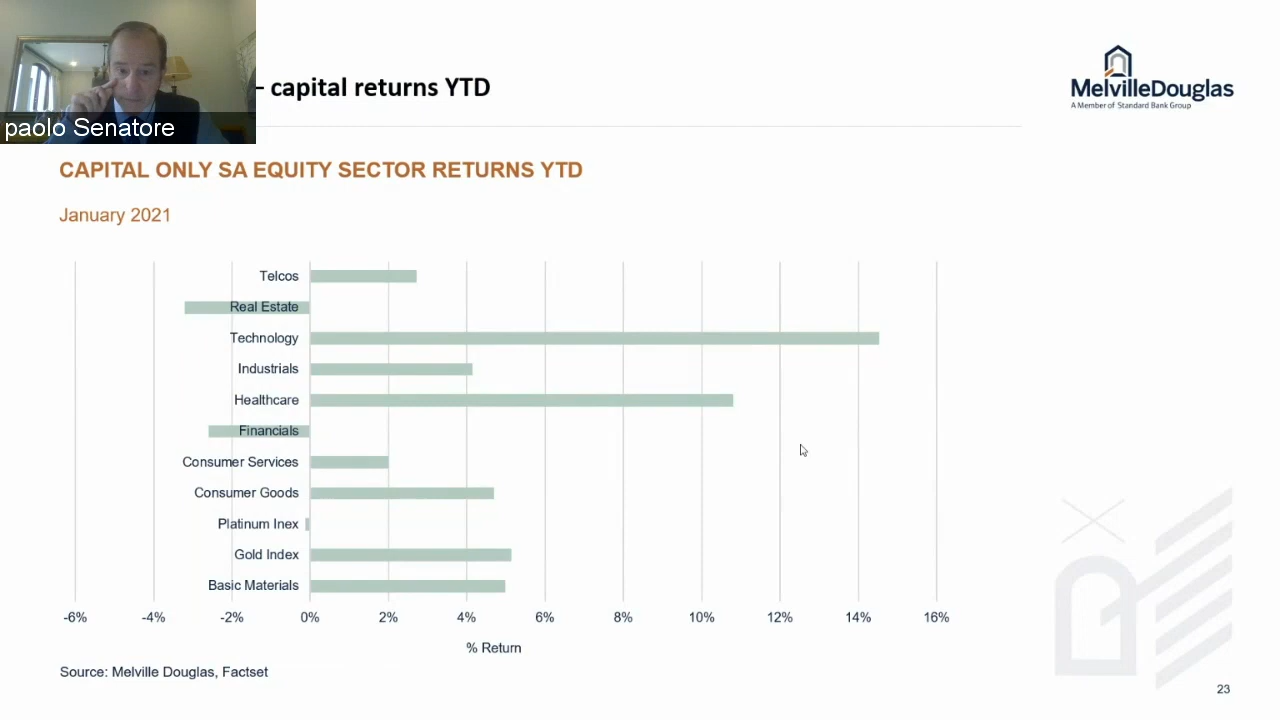 – capital returns YTD
MelvilleDouglas
A Member of Standard Bank Group
paolo Senatore
CAPITAL ONLY SA EQUITY SECTOR RETURNS YTD
January 2021
Telcos
Real Estate
Technology
Industrials
Healthcare
Financials
Consumer Services
Consumer Goods
Platinum Inex
Gold Index
Basic Materials
-6% -4% -2% 0% 2% 4% 6% 8% 10% 12% 14% 16%
% Return
Source: Melville Douglas, Factset
23